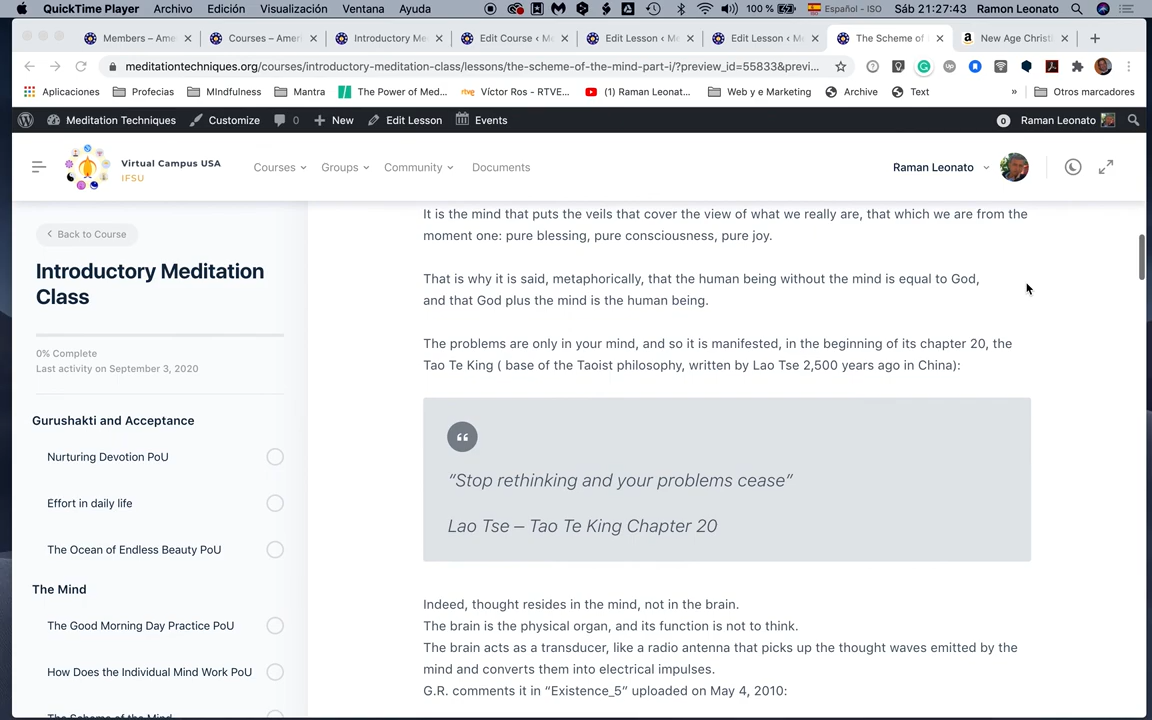 QuickTime Player Archivo Edición Visualización Ventana Ayuda 100 % Español - ISO Sáb 21:27:43 Ramon Leonato
Members – Ame Courses – Ameri Introductory Me Edit Course < M Edit Lesson < M Edit Lesson < M The Scheme of New Age Christ
meditationtechniques.org/courses/introductory-meditation-class/lessons/the-scheme-of-the-mind-part-i/?preview_id=55833&previ...
Aplicaciones Profecias MIndfulness Mantra The Power of Med... Víctor Ros - RTVE... (1) Raman Leonat... Web y e Marketing Archive Text » Otros marcadores
Meditation Techniques Customize 0 New Edit Lesson Events 0 Raman Leonato
Virtual Campus USA
IFSU
Courses Groups Community Documents Raman Leonato
Back to Course
Introductory Meditation
Class
0% Complete
Last activity on September 3, 2020
Gurushakti and Acceptance
Nurturing Devotion PoU
Effort in daily life
The Ocean of Endless Beauty PoU
The Mind
The Good Morning Day Practice PoU
How Does the Individual Mind Work PoU
The Scheme of the Mind
It is the mind that puts the veils that cover the view of what we really are, that which we are from the
moment one: pure blessing, pure consciousness, pure joy.
That is why it is said, metaphorically, that the human being without the mind is equal to God,
and that God plus the mind is the human being.
The problems are only in your mind, and so it is manifested, in the beginning of its chapter 20, the
Tao Te King ( base of the Taoist philosophy, written by Lao Tse 2,500 years ago in China):
“Stop rethinking and your problems cease”
Lao Tse – Tao Te King Chapter 20
Indeed, thought resides in the mind, not in the brain.
The brain is the physical organ, and its function is not to think.
The brain acts as a transducer, like a radio antenna that picks up the thought waves emitted by the
mind and converts them into electrical impulses.
G.R. comments it in “Existence_5” uploaded on May 4, 2010: